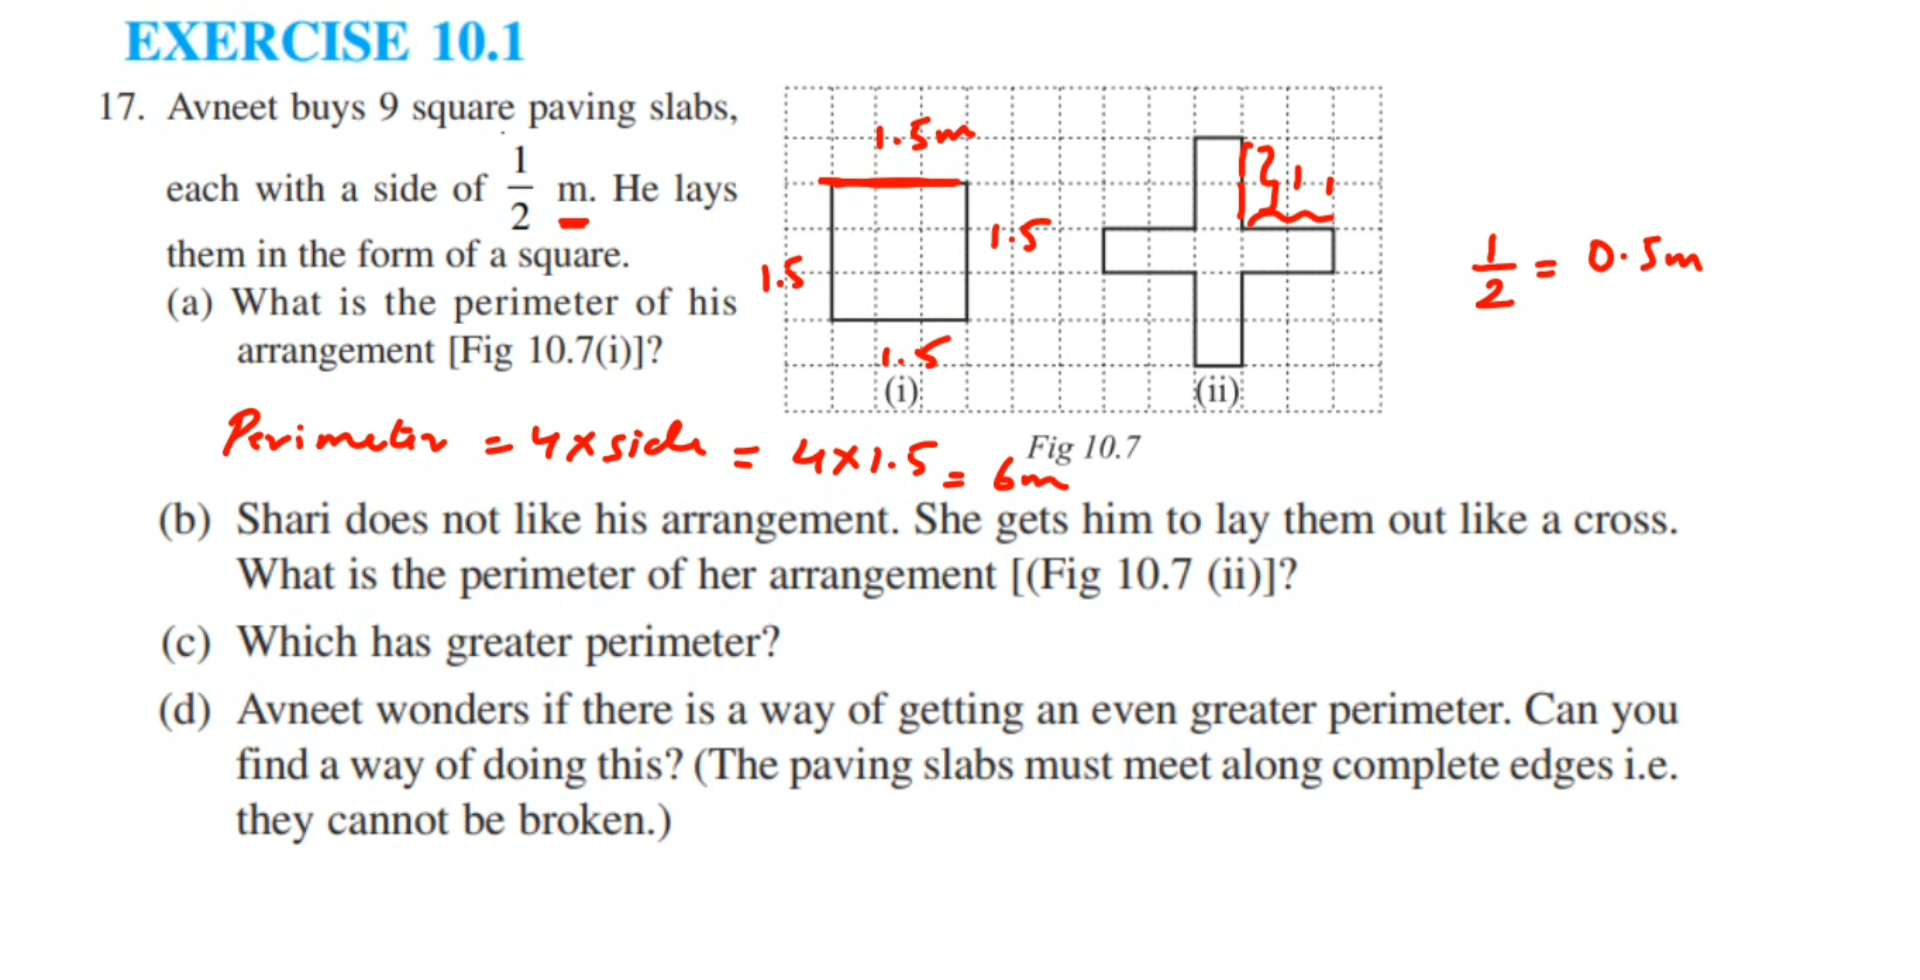 EXERCISE 10.1
17. Avneet buys 9 square paving slabs,
each with a side of 1/2 m. He lays
them in the form of a square.
(a) What is the perimeter of his
arrangement [Fig 10.7(i)]?
1.5m
1.5
1.5
1.5
(i)
1
1
(ii)
1/2 = 0.5m
Fig 10.7
Perimeter = 4×side = 4×1.5 = 6m
(b) Shari does not like his arrangement. She gets him to lay them out like a cross.
What is the perimeter of her arrangement [(Fig 10.7 (ii)]?
(c) Which has greater perimeter?
(d) Avneet wonders if there is a way of getting an even greater perimeter. Can you
find a way of doing this? (The paving slabs must meet along complete edges i.e.
they cannot be broken.)